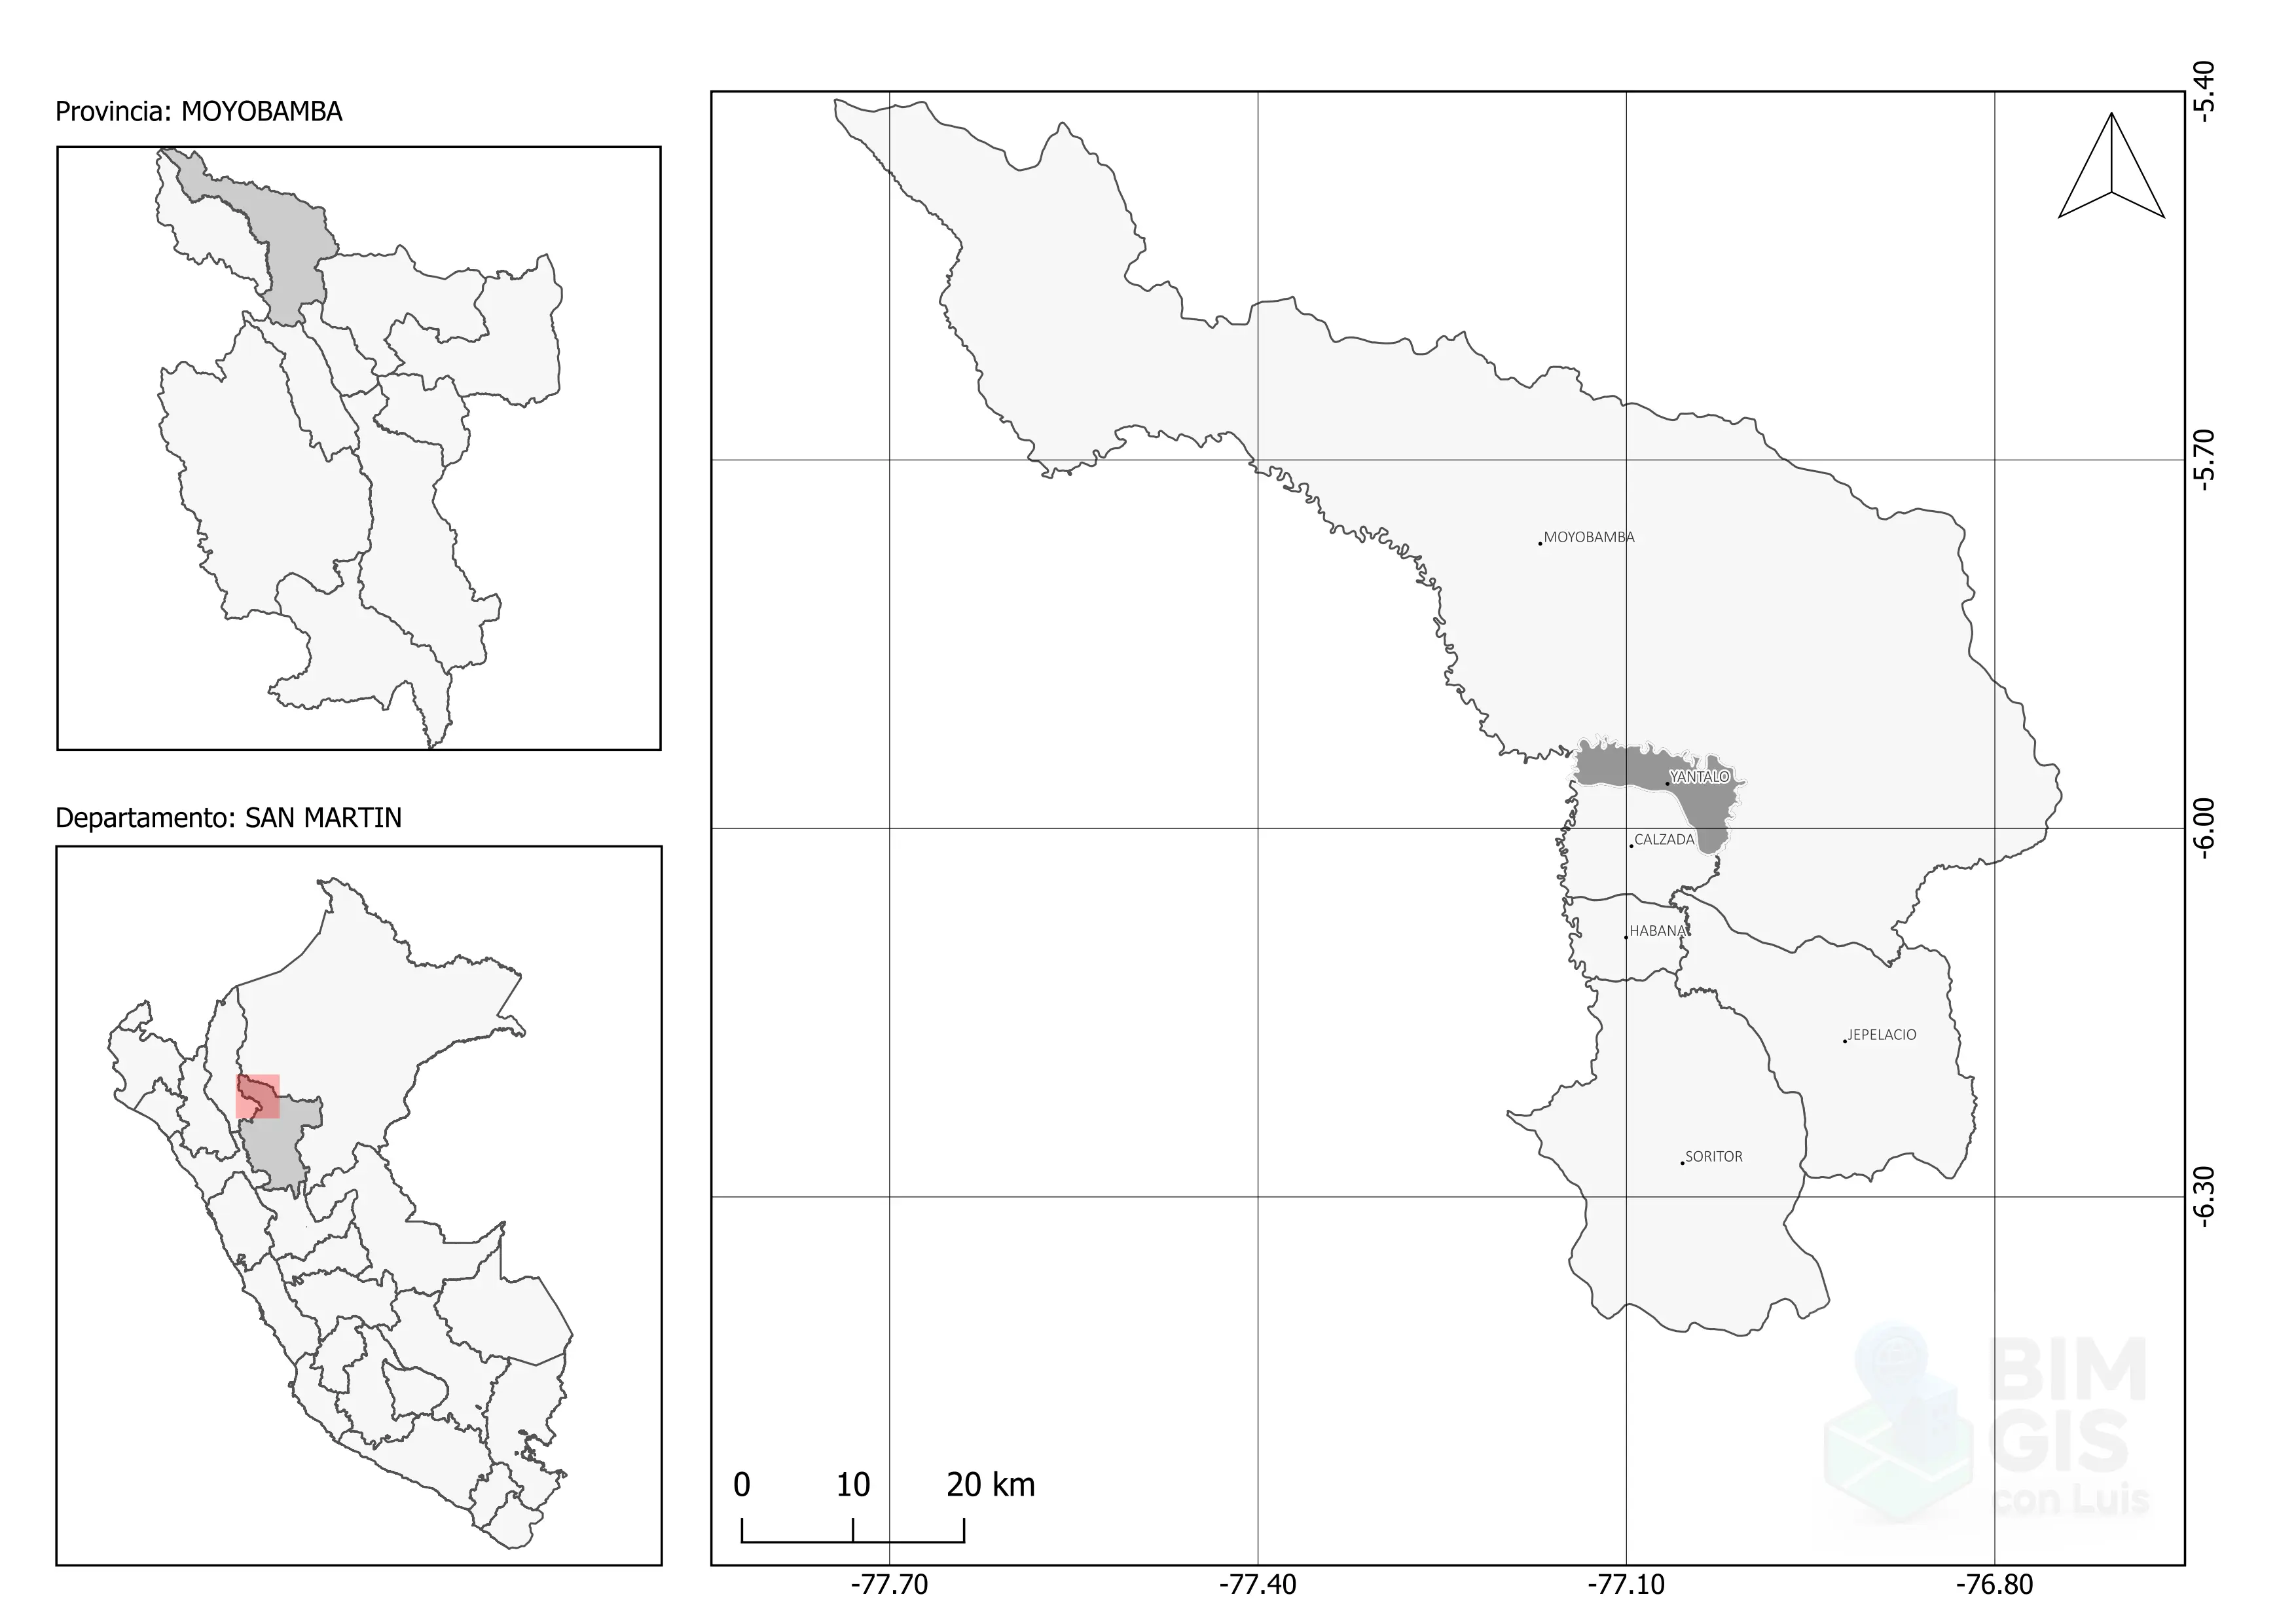 Provincia: MOYOBAMBA
Departamento: SAN MARTIN
-5.40
-5.70
-6.00
-6.30
MOYOBAMBA
YANTALO
CALZADA
HABANA
JEPELACIO
SORITOR
BIM
GIS
con Luis
0 10 20 km
-77.70 -77.40 -77.10 -76.80